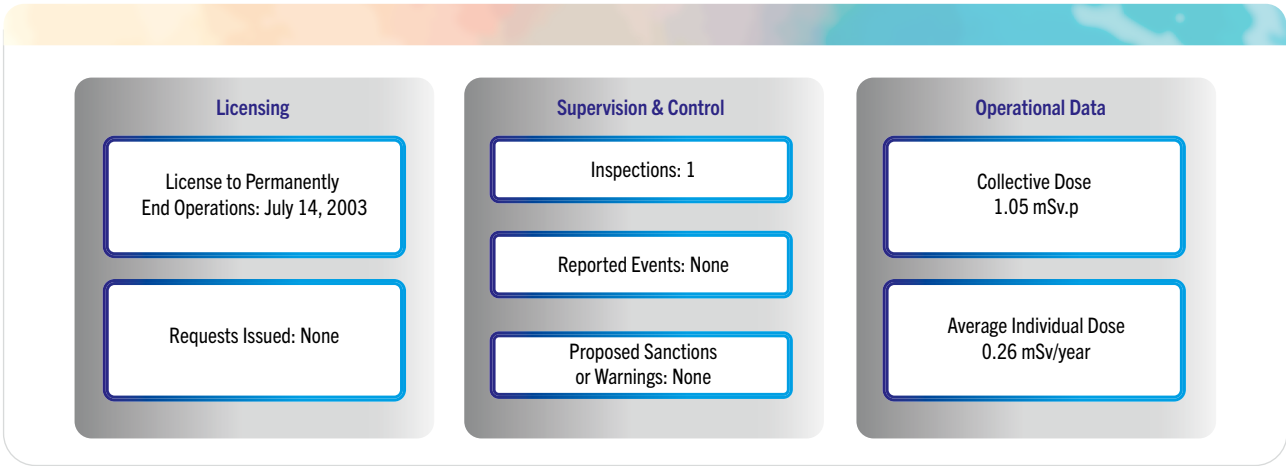 Licensing
License to Permanently
End Operations: July 14, 2003
Requests Issued: None
Supervision & Control
Inspections: 1
Reported Events: None
Proposed Sanctions
or Warnings: None
Operational Data
Collective Dose
1.05 mSv.p
Average Individual Dose
0.26 mSv/year